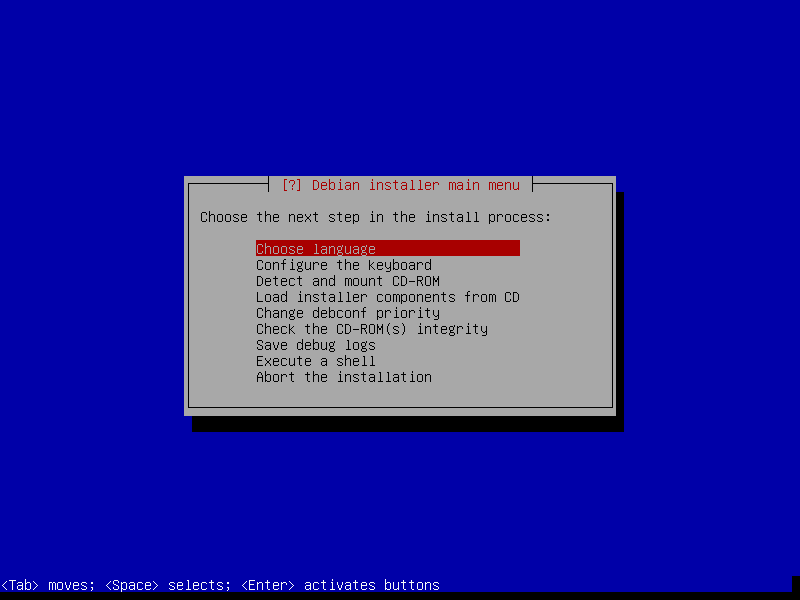 [?] Debian installer main menu
Choose the next step in the install process:
Choose language
Configure the keyboard
Detect and mount CD-ROM
Load installer components from CD
Change debconf priority
Check the CD-ROM(s) integrity
Save debug logs
Execute a shell
Abort the installation
<Tab> moves; <Space> selects; <Enter> activates buttons